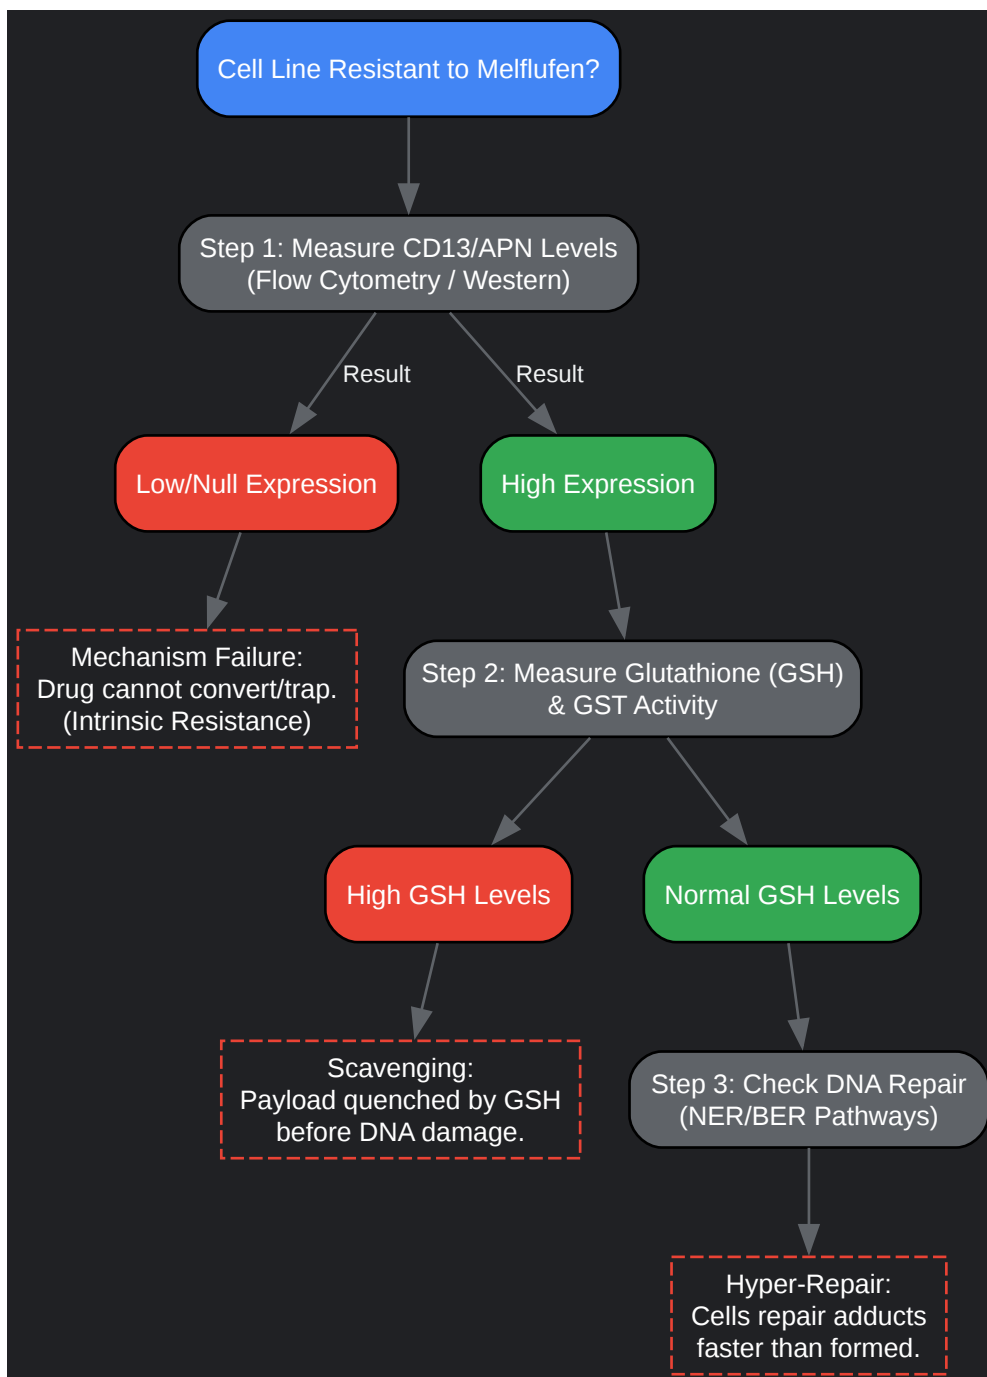 Cell Line Resistant to Melflufen?
Step 1: Measure CD13/APN Levels
(Flow Cytometry / Western)
Result
Result
Low/Null Expression
High Expression
Mechanism Failure:
Drug cannot convert/trap.
(Intrinsic Resistance)
Step 2: Measure Glutathione (GSH)
& GST Activity
High GSH Levels
Normal GSH Levels
Scavenging:
Payload quenched by GSH
before DNA damage.
Step 3: Check DNA Repair
(NER/BER Pathways)
Hyper-Repair:
Cells repair adducts
faster than formed.